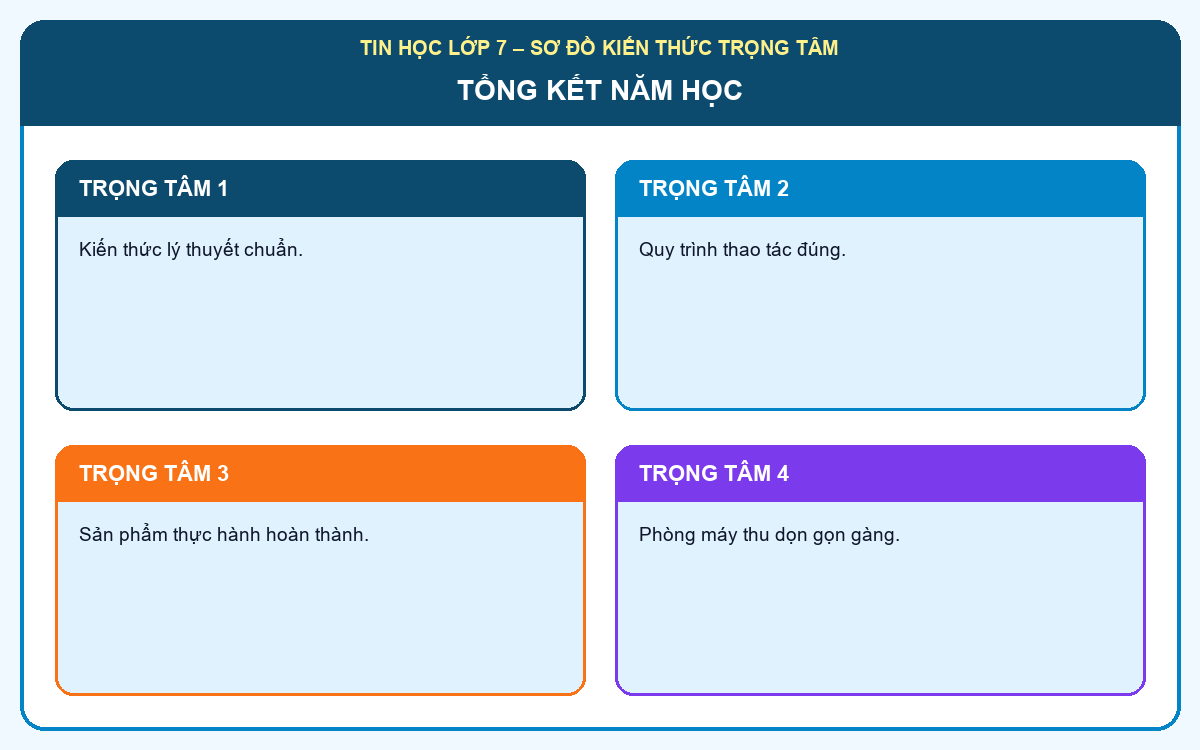 TIN HỌC LỚP 7 – SƠ ĐỒ KIẾN THỨC TRỌNG TÂM
TỔNG KẾT NĂM HỌC
TRỌNG TÂM 1
Kiến thức lý thuyết chuẩn.
TRỌNG TÂM 2
Quy trình thao tác đúng.
TRỌNG TÂM 3
Sản phẩm thực hành hoàn thành.
TRỌNG TÂM 4
Phòng máy thu dọn gọn gàng.